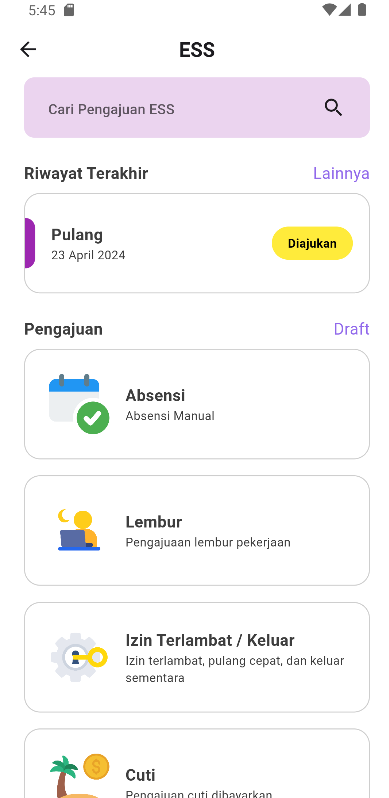 5:45
ESS
Cari Pengajuan ESS
Riwayat Terakhir
Lainnya
Pulang
23 April 2024
Diajukan
Pengajuan
Draft
Absensi
Absensi Manual
Lembur
Pengajuaan lembur pekerjaan
Izin Terlambat / Keluar
Izin terlambat, pulang cepat, dan keluar
sementara
Cuti
Pengajuan cuti dibayarkan